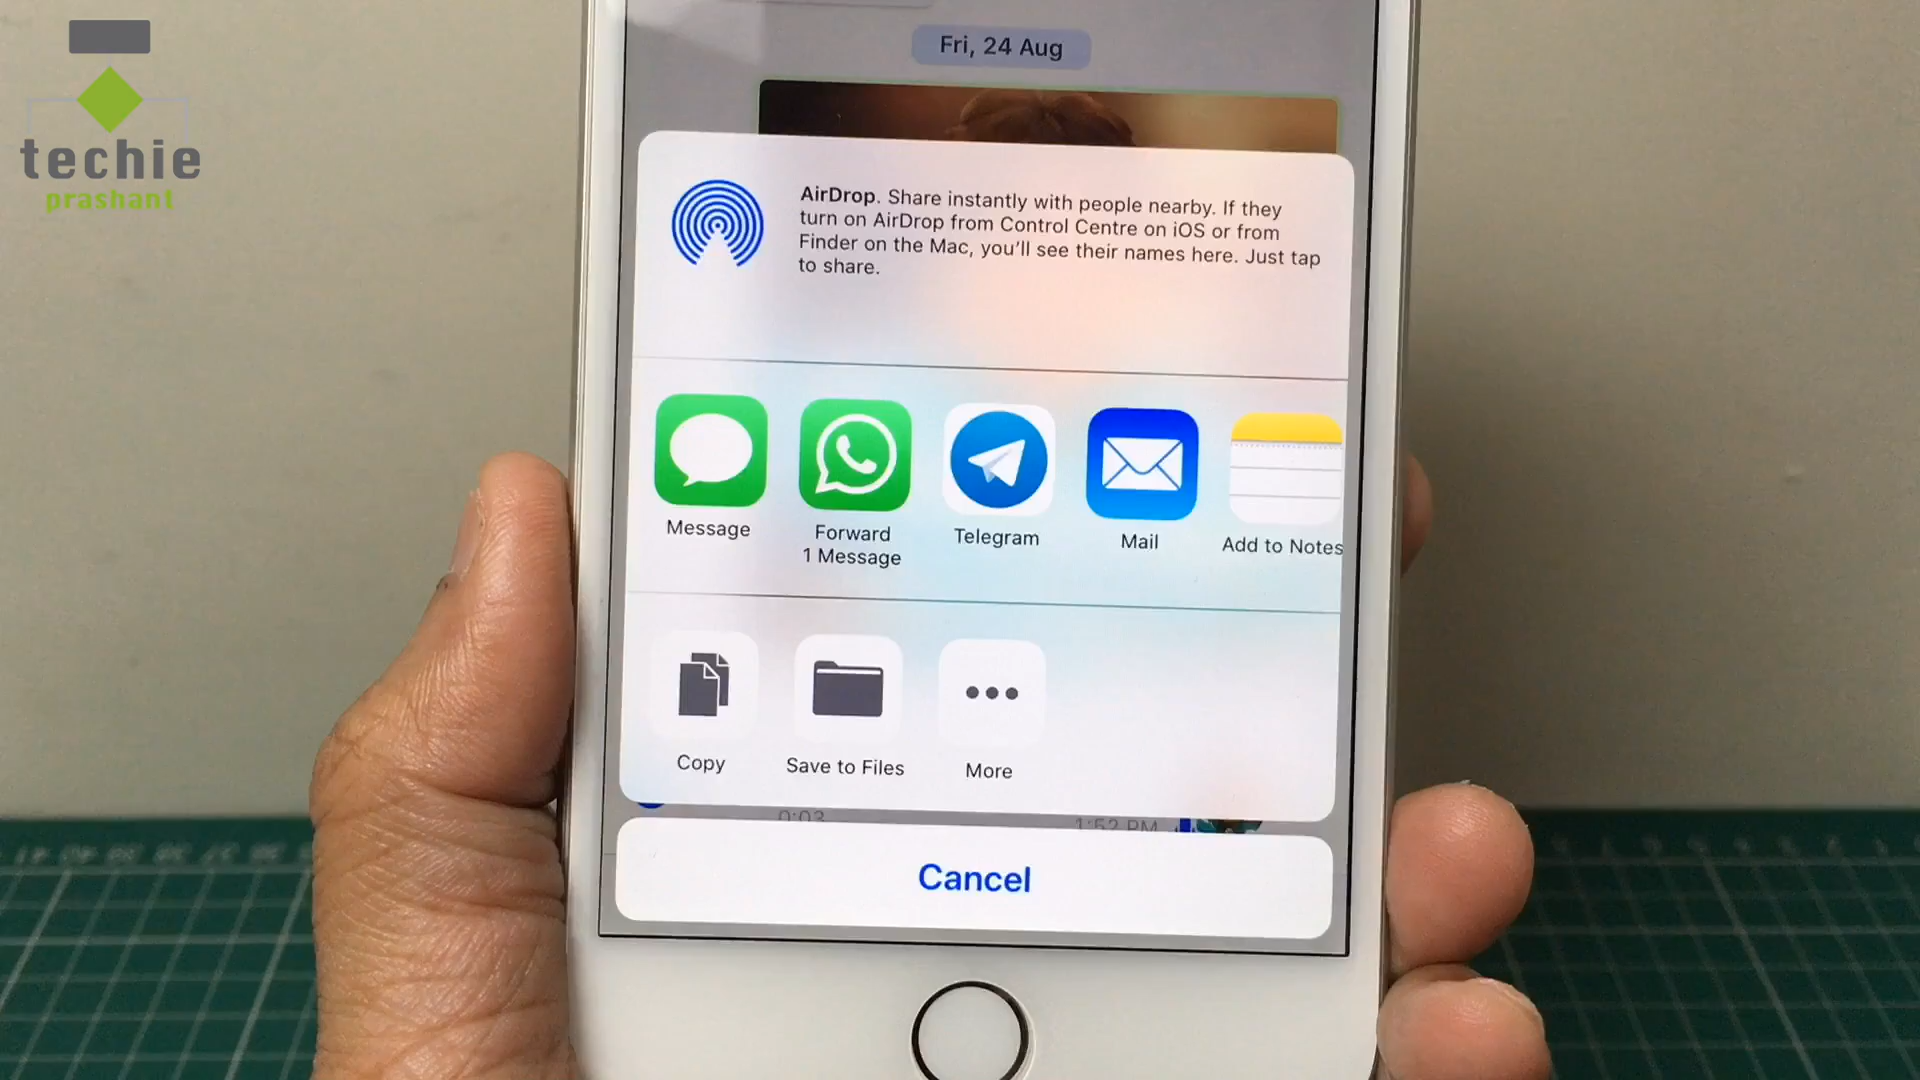 techie
prashant
Fri, 24 Aug
AirDrop. Share instantly with people nearby. If they
turn on AirDrop from Control Centre on iOS or from
Finder on the Mac, you'll see their names here. Just tap
to share.
Message
Forward
1 Message
Telegram
Mail
Add to Notes
Copy
Save to Files
More
0:03
1:52 PM
Cancel